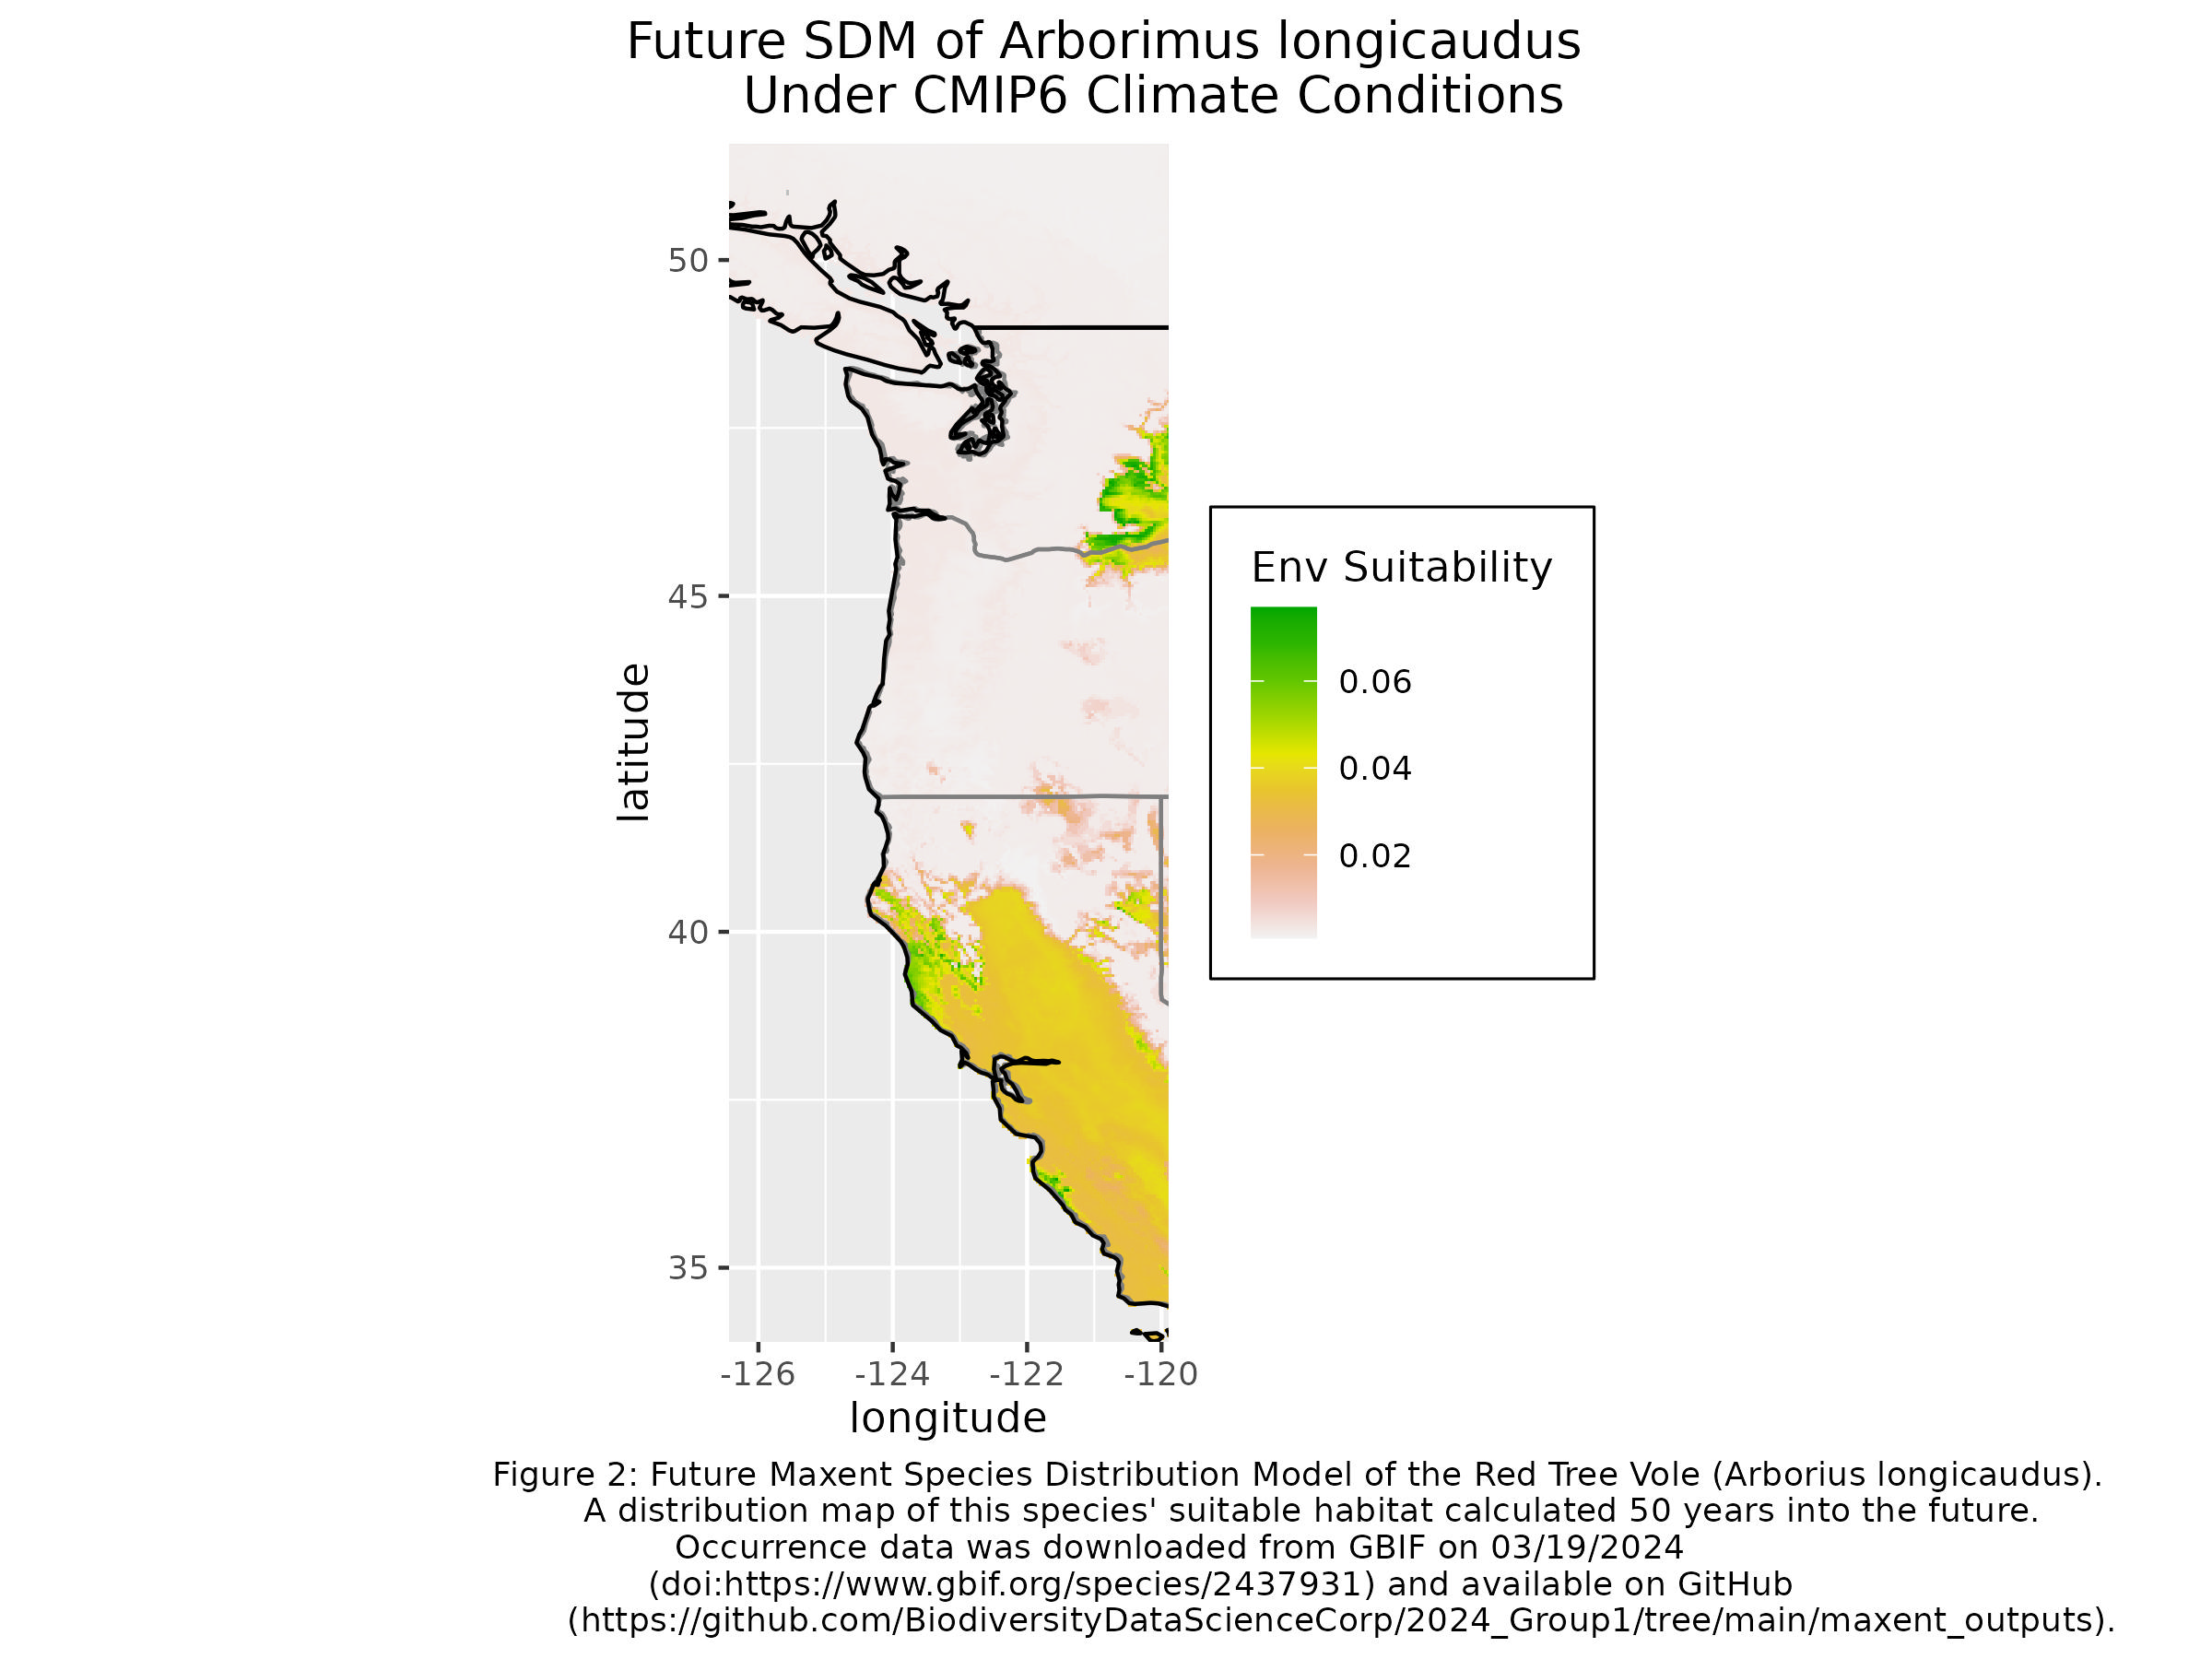 Future SDM of Arborimus longicaudus
Under CMIP6 Climate Conditions
50
45
40
35
latitude
-126
-124
-122
-120
longitude
Env Suitability
0.06
0.04
0.02
Figure 2: Future Maxent Species Distribution Model of the Red Tree Vole (Arborius longicaudus).
A distribution map of this species' suitable habitat calculated 50 years into the future.
Occurrence data was downloaded from GBIF on 03/19/2024
(doi:https://www.gbif.org/species/2437931) and available on GitHub
(https://github.com/BiodiversityDataScienceCorp/2024_Group1/tree/main/maxent_outputs).